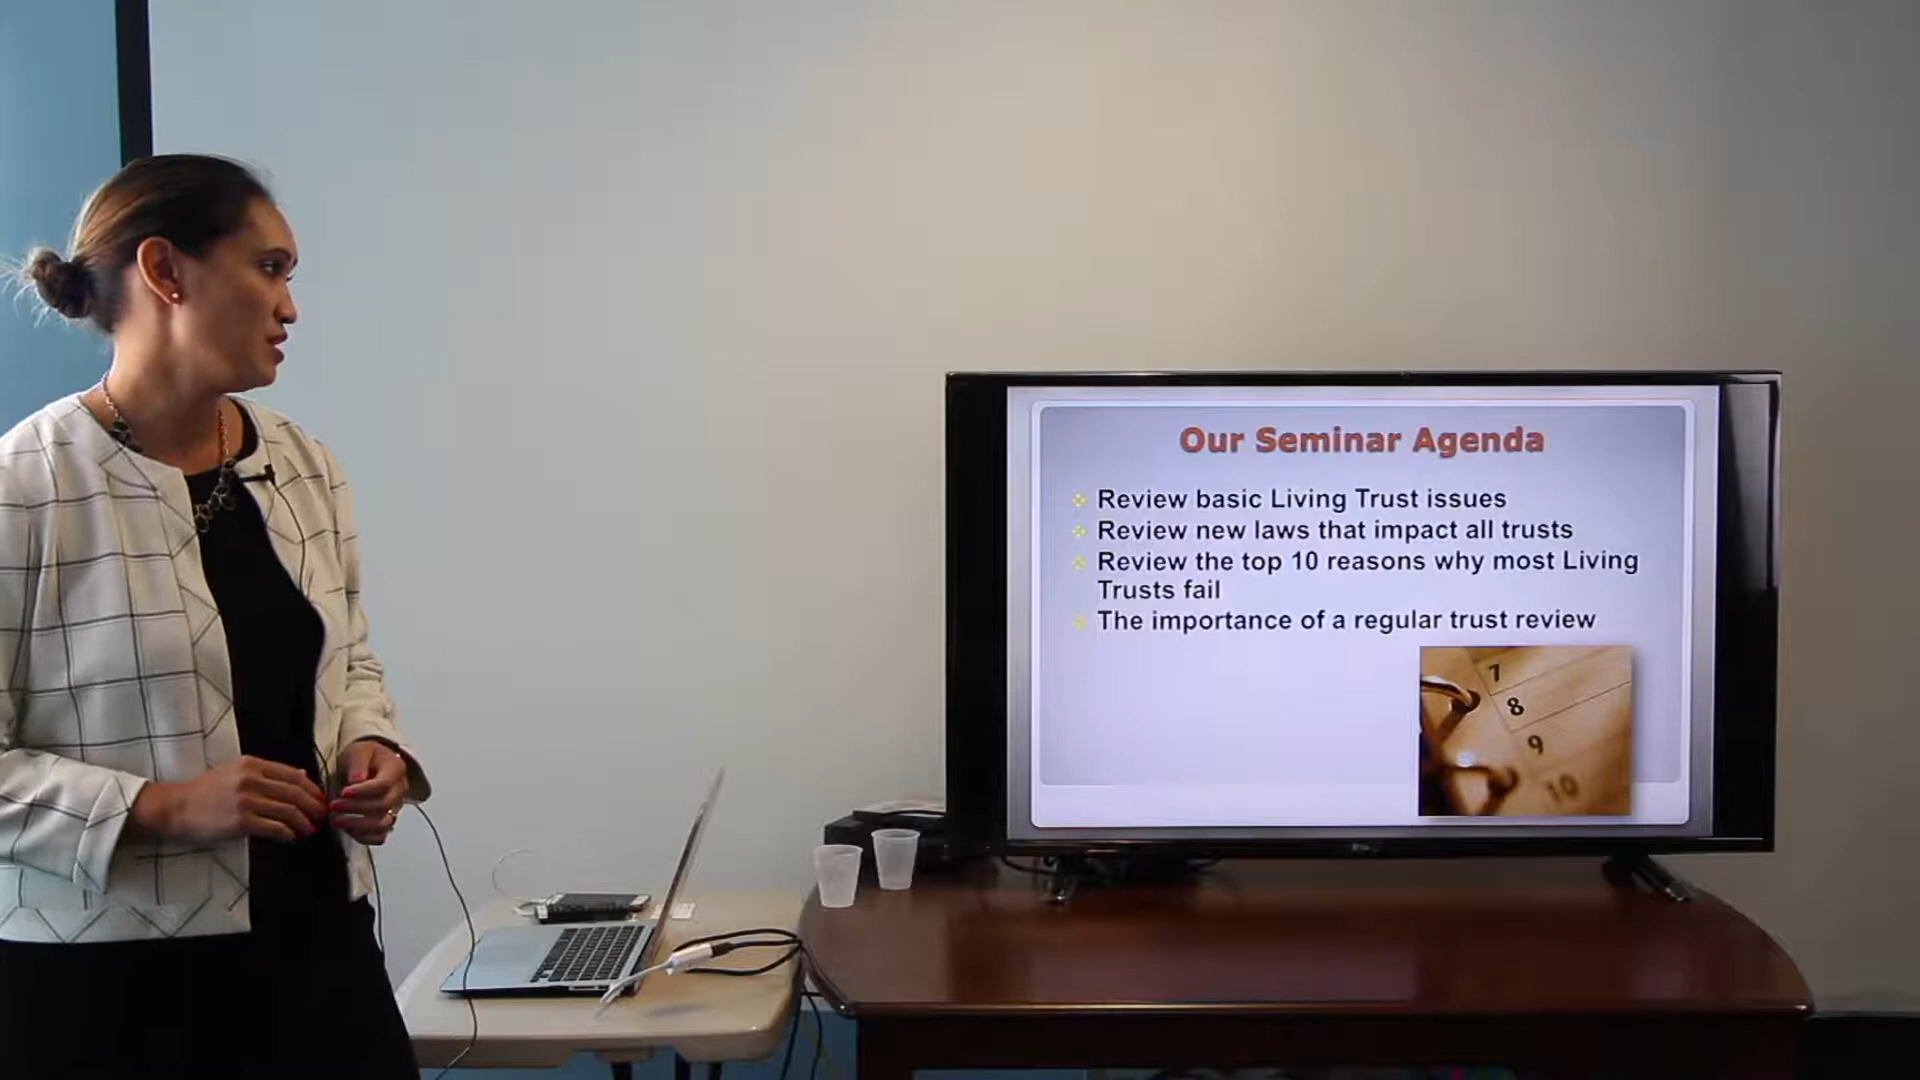 Our Seminar Agenda
Review basic Living Trust issues
Review new laws that impact all trusts
Review the top 10 reasons why most Living
Trusts fail
The importance of a regular trust review
7
8
9
10